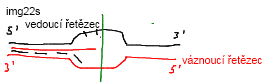 img22s
vedoucí řetězec
5' 3'
váznoucí řetězec
3' 5'